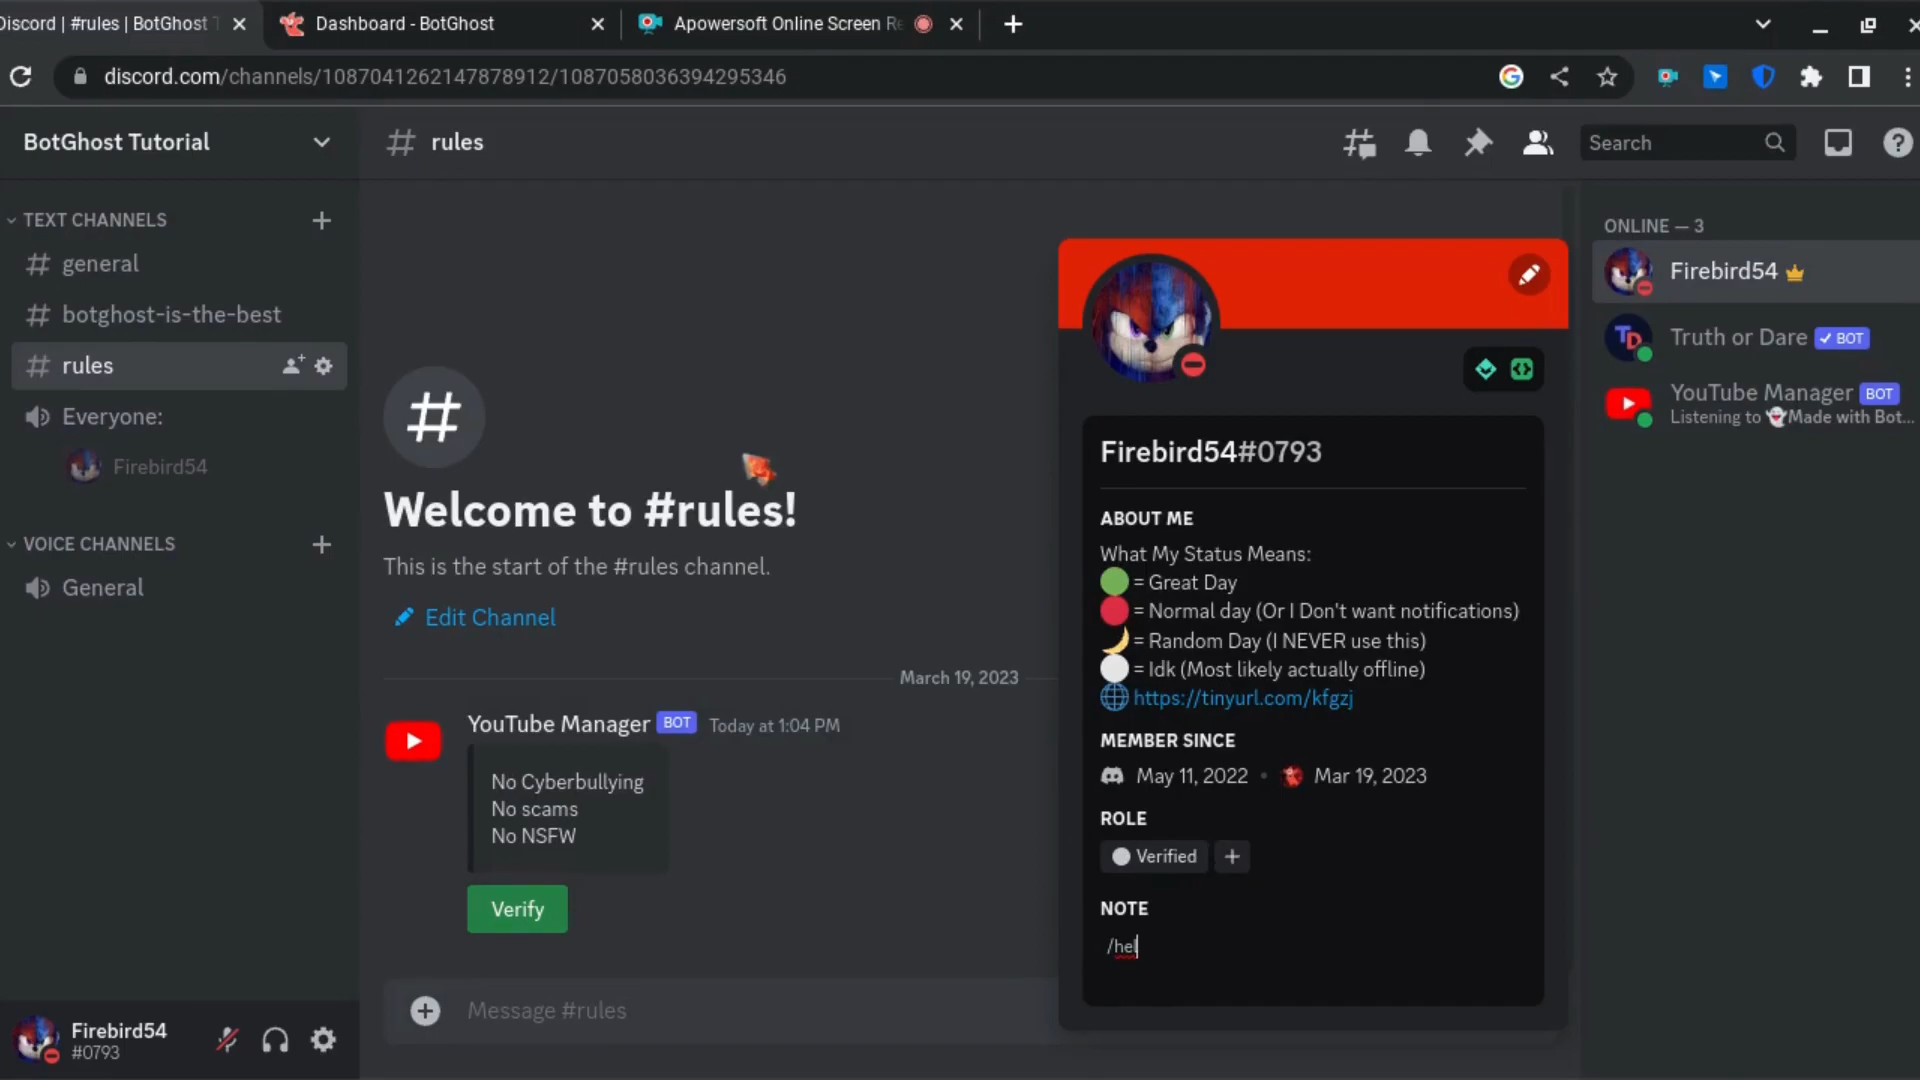 Discord | #rules | BotGhost T
Dashboard - BotGhost
Apowersoft Online Screen Re
discord.com/channels/1087041262147878912/1087058036394295346
BotGhost Tutorial
rules
Search
TEXT CHANNELS
general
botghost-is-the-best
rules
Everyone:
Firebird54
VOICE CHANNELS
General
Firebird54
#0793
#
Welcome to #rules!
This is the start of the #rules channel.
Edit Channel
March 19, 2023
YouTube Manager BOT Today at 1:04 PM
No Cyberbullying
No scams
No NSFW
Verify
Message #rules
Firebird54#0793
ABOUT ME
What My Status Means:
= Great Day
= Normal day (Or I Don't want notifications)
= Random Day (I NEVER use this)
= Idk (Most likely actually offline)
https://tinyurl.com/kfgzj
MEMBER SINCE
May 11, 2022 • Mar 19, 2023
ROLE
Verified
NOTE
/hel
ONLINE — 3
Firebird54
TD
Truth or Dare ✓ BOT
YouTube Manager BOT
Listening to 👻Made with Bot...